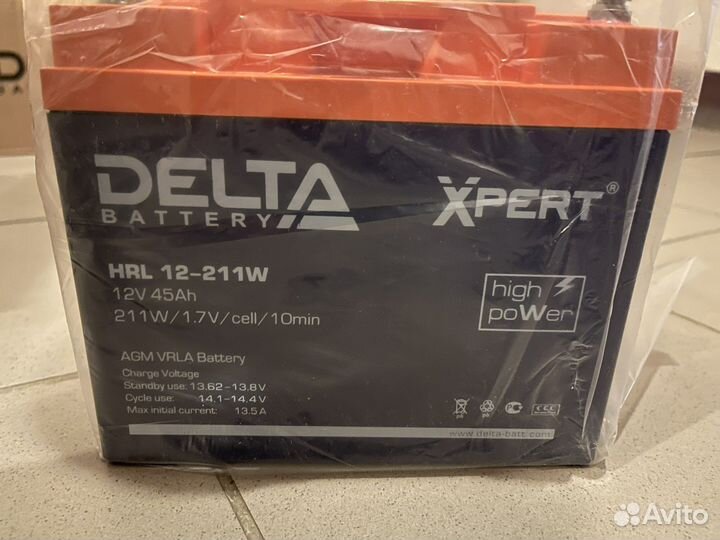 DELTA
BATTERY
XPERT®
HRL 12-211W
12V 45Ah
211W/1.7V/cell/10min
high
poWer
AGM VRLA Battery
Charge Voltage
Standby use: 13.62-13.8V
Cycle use: 14.1-14.4V
Max initial current: 13.5A
Pb
Pb
www.delta-batt.com
Avito